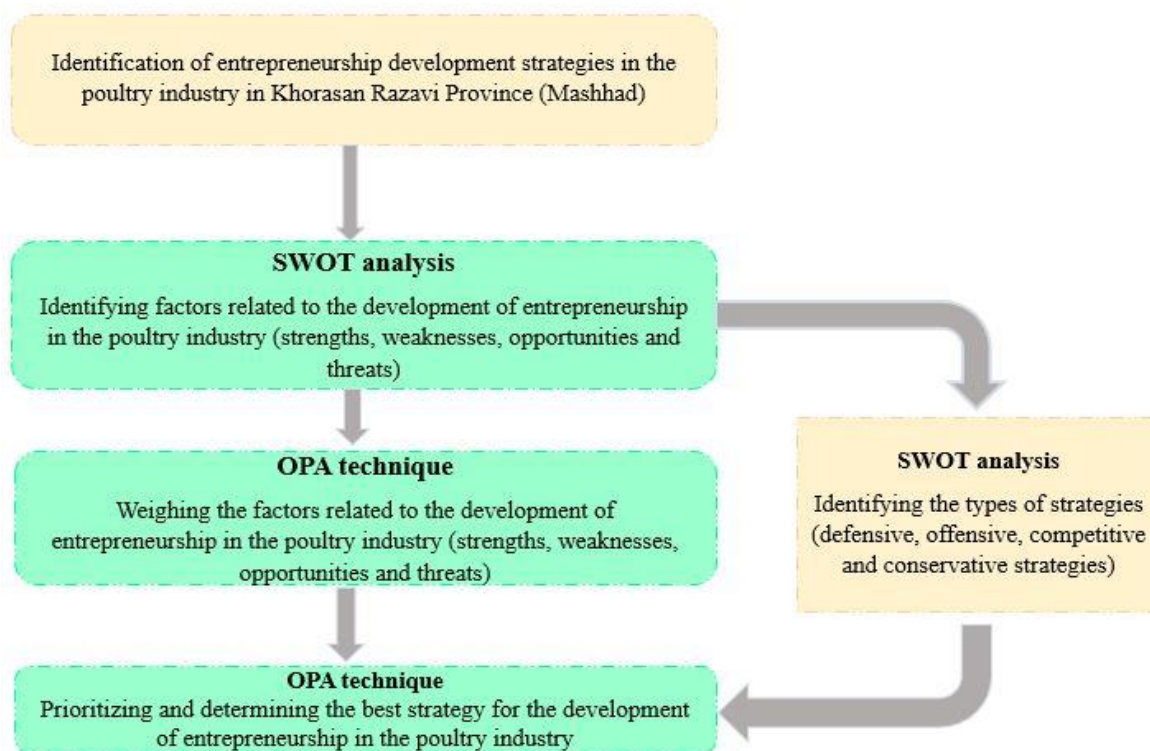 Identification of entrepreneurship development strategies in the
poultry industry in Khorasan Razavi Province (Mashhad)
SWOT analysis
Identifying factors related to the development of entrepreneurship
in the poultry industry (strengths, weaknesses, opportunities and
threats)
OPA technique
Weighing the factors related to the development of
entrepreneurship in the poultry industry (strengths, weaknesses,
opportunities and threats)
SWOT analysis
Identifying the types of strategies
(defensive, offensive, competitive
and conservative strategies)
OPA technique
Prioritizing and determining the best strategy for the development
of entrepreneurship in the poultry industry